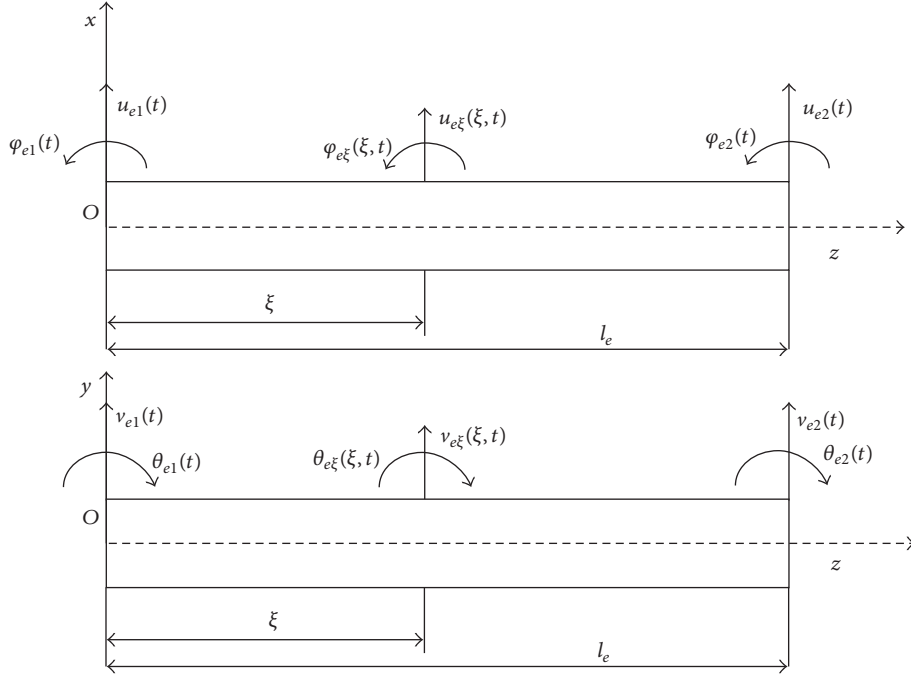 x
u_{e1}(t)
u_{eξ}(ξ, t)
u_{e2}(t)
φ_{e1}(t)
φ_{eξ}(ξ, t)
φ_{e2}(t)
O
z
ξ
l_e
y
v_{e1}(t)
v_{eξ}(ξ, t)
v_{e2}(t)
θ_{e1}(t)
θ_{eξ}(ξ, t)
θ_{e2}(t)
O
z
ξ
l_e